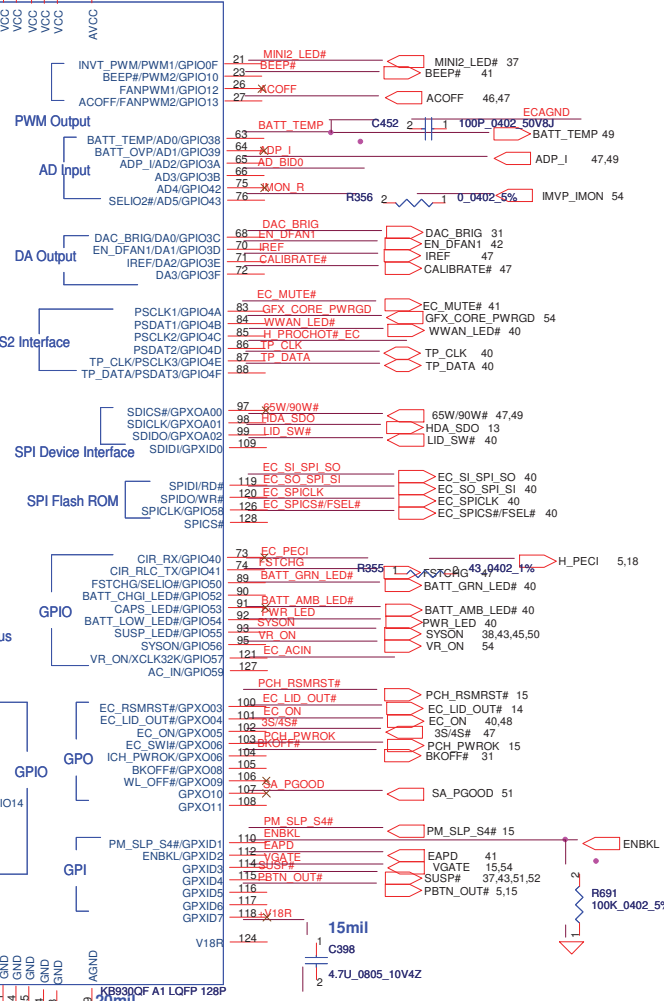 VCC VCC VCC VCC VCC AVCC
INVT_PWM/PWM1/GPIO0F 21 MINI2_LED# MINI2_LED# 37
BEEP#/PWM2/GPIO10 23 BEEP# BEEP# 41
FANPWM1/GPIO12 26
ACOFF/FANPWM2/GPIO13 27 ACOFF ACOFF 46,47
PWM Output
ECAGND
C452 2 1 100P_0402_50V8J
BATT_TEMP/AD0/GPIO38 63 BATT_TEMP BATT_TEMP 49
BATT_OVP/AD1/GPIO39 64
ADP_I/AD2/GPIO3A 65 ADP_I ADP_I 47,49
AD Input
AD3/GPIO3B 66 AD_BID0
AD4/GPIO42 75
SELIO2#/AD5/GPIO43 76 IMON_R R356 2 1 0_0402_5% IMVP_IMON 54
DAC_BRIG/DA0/GPIO3C 68 DAC_BRIG DAC_BRIG 31
EN_DFAN1/DA1/GPIO3D 70 EN_DFAN1 EN_DFAN1 42
DA Output
IREF/DA2/GPIO3E 71 IREF IREF 47
DA3/GPIO3F 72 CALIBRATE# CALIBRATE# 47
PSCLK1/GPIO4A 83 EC_MUTE# EC_MUTE# 41
PSDAT1/GPIO4B 84 GFX_CORE_PWRGD GFX_CORE_PWRGD 54
PSCLK2/GPIO4C 85 WWAN_LED# WWAN_LED# 40
S2 Interface
PSDAT2/GPIO4D 86 H_PROCHOT#_EC
TP_CLK/PSCLK3/GPIO4E 87 TP_CLK TP_CLK 40
TP_DATA/PSDAT3/GPIO4F 88 TP_DATA TP_DATA 40
SDICS#/GPXOA00 97
SDICLK/GPXOA01 98 65W/90W# 65W/90W# 47,49
SDIDO/GPXOA02 99 HDA_SDO HDA_SDO 13
SDIDI/GPXID0 109 LID_SW# LID_SW# 40
SPI Device Interface
SPIDI/RD# 119 EC_SI_SPI_SO EC_SI_SPI_SO 40
SPIDO/WR# 120 EC_SO_SPI_SI EC_SO_SPI_SI 40
SPI Flash ROM
SPICLK/GPIO58 126 EC_SPICLK EC_SPICLK 40
SPICS# 128 EC_SPICS#/FSEL# EC_SPICS#/FSEL# 40
CIR_RX/GPIO40 73
CIR_RLC_TX/GPIO41 74 EC_PECI R355 1 2 43_0402_1% H_PECI 5,18
FSTCHG/SELIO#/GPIO50 89 FSTCHG FSTCHG 47
BATT_CHGI_LED#/GPIO52 90 BATT_GRN_LED# BATT_GRN_LED# 40
CAPS_LED#/GPIO53 91
GPIO
BATT_LOW_LED#/GPIO54 92 BATT_AMB_LED# BATT_AMB_LED# 40
SUSP_LED#/GPIO55 93 PWR_LED PWR_LED 40
us
SYSON/GPIO56 95 SYSON SYSON 38,43,45,50
VR_ON/XCLK32K/GPIO57 121 VR_ON VR_ON 54
AC_IN/GPIO59 127 EC_ACIN
EC_RSMRST#/GPXO03 100 PCH_RSMRST# PCH_RSMRST# 15
EC_LID_OUT#/GPXO04 101 EC_LID_OUT# EC_LID_OUT# 14
EC_ON/GPXO05 102 EC_ON EC_ON 40,48
EC_SWI#/GPXO06 103 3S/4S# 3S/4S# 47
ICH_PWROK/GPXO06 104 PCH_PWROK PCH_PWROK 15
GPO
BKOFF#/GPXO08 105 BKOFF# BKOFF# 31
GPIO
WL_OFF#/GPXO09 106
GPXO10 107
GPXO11 108 SA_PGOOD SA_PGOOD 51
IO14
PM_SLP_S4#/GPXID1 110 PM_SLP_S4# PM_SLP_S4# 15
ENBKL/GPXID2 112 ENBKL ENBKL
GPXID3 114 EAPD EAPD 41
GPI
GPXID4 115 VGATE VGATE 15,54
GPXID5 116 SUSP# SUSP# 37,43,51,52
GPXID6 117 PBTN_OUT# PBTN_OUT# 5,15
GPXID7 118
2 R691 100K_0402_5%
1
V18R 124 +V18R
15mil
1 C398
4.7U_0805_10V4Z
2
GND GND GND GND GND AGND
KB930QF A1 LQFP 128P
20mil